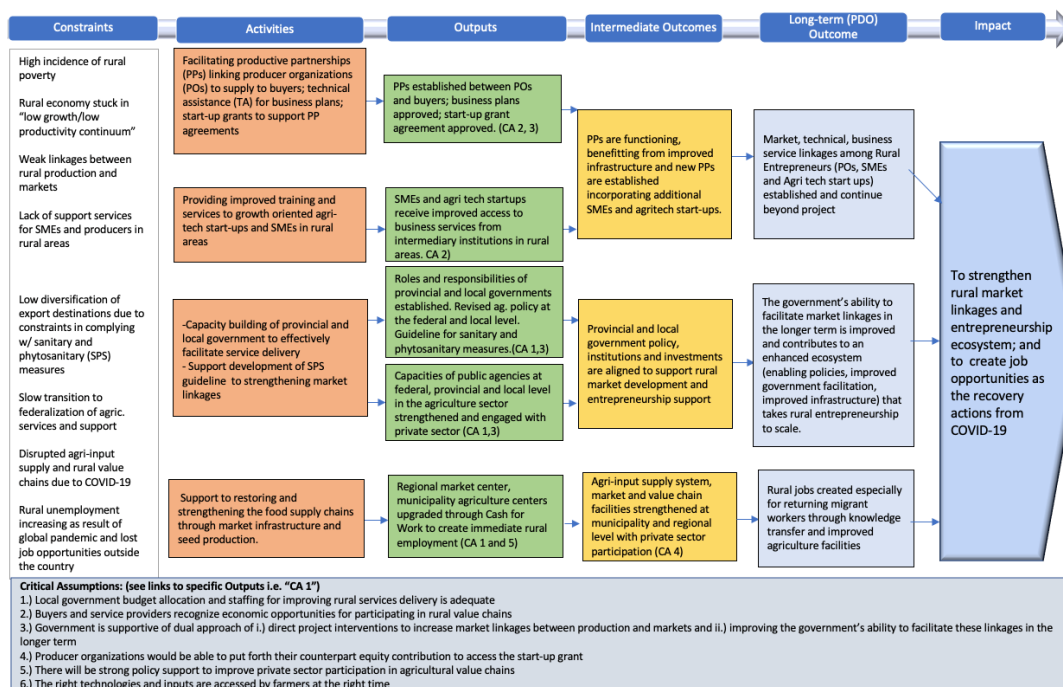 Constraints
Activities
Outputs
Intermediate Outcomes
Long-term (PDO)
Outcome
Impact
High incidence of rural
poverty
Rural economy stuck in
“low growth/low
productivity continuum”
Weak linkages between
rural production and
markets
Lack of support services
for SMEs and producers in
rural areas
Low diversification of
export destinations due to
constraints in complying
w/ sanitary and
phytosanitary (SPS)
measures
Slow transition to
federalization of agric.
services and support
Disrupted agri-input
supply and rural value
chains due to COVID-19
Rural unemployment
increasing as result of
global pandemic and lost
job opportunities outside
the country
Facilitating productive partnerships
(PPs) linking producer organizations
(POs) to supply to buyers; technical
assistance (TA) for business plans;
start-up grants to support PP
agreements
Providing improved training and
services to growth oriented agri-
tech start-ups and SMEs in rural
areas
-Capacity building of provincial and
local government to effectively
facilitate service delivery
- Support development of SPS
guideline to strengthening market
linkages
Support to restoring and
strengthening the food supply chains
through market infrastructure and
seed production.
PPs established between POs
and buyers; business plans
approved; start-up grant
agreement approved. (CA 2, 3)
SMEs and agri tech startups
receive improved access to
business services from
intermediary institutions in rural
areas. CA 2)
Roles and responsibilities of
provincial and local governments
established. Revised ag. policy at
the federal and local level.
Guideline for sanitary and
phytosanitary measures.(CA 1,3)
Capacities of public agencies at
federal, provincial and local level
in the agriculture sector
strengthened and engaged with
private sector (CA 1,3)
Regional market center,
municipality agriculture centers
upgraded through Cash for
Work to create immediate rural
employment (CA 1 and 5)
PPs are functioning,
benefitting from improved
infrastructure and new PPs
are established
incorporating additional
SMEs and agritech start-ups.
Provincial and local
government policy,
institutions and investments
are aligned to support rural
market development and
entrepreneurship support
Agri-input supply system,
market and value chain
facilities strengthened at
municipality and regional
level with private sector
participation (CA 4)
Market, technical, business
service linkages among Rural
Entrepreneurs (POs, SMEs
and Agri tech start ups)
established and continue
beyond project
The government’s ability to
facilitate market linkages in
the longer term is improved
and contributes to an
enhanced ecosystem
(enabling policies, improved
government facilitation,
improved infrastructure) that
takes rural entrepreneurship
to scale.
Rural jobs created especially
for returning migrant
workers through knowledge
transfer and improved
agriculture facilities
To strengthen
rural market
linkages and
entrepreneurship
ecosystem; and
to create job
opportunities as
the recovery
actions from
COVID-19
Critical Assumptions: (see links to specific Outputs i.e. “CA 1”)
1.) Local government budget allocation and staffing for improving rural services delivery is adequate
2.) Buyers and service providers recognize economic opportunities for participating in rural value chains
3.) Government is supportive of dual approach of i.) direct project interventions to increase market linkages between production and markets and ii.) improving the government’s ability to facilitate these linkages in the
longer term
4.) Producer organizations would be able to put forth their counterpart equity contribution to access the start-up grant
5.) There will be strong policy support to improve private sector participation in agricultural value chains
6.) The right technologies and inputs are accessed by farmers at the right time